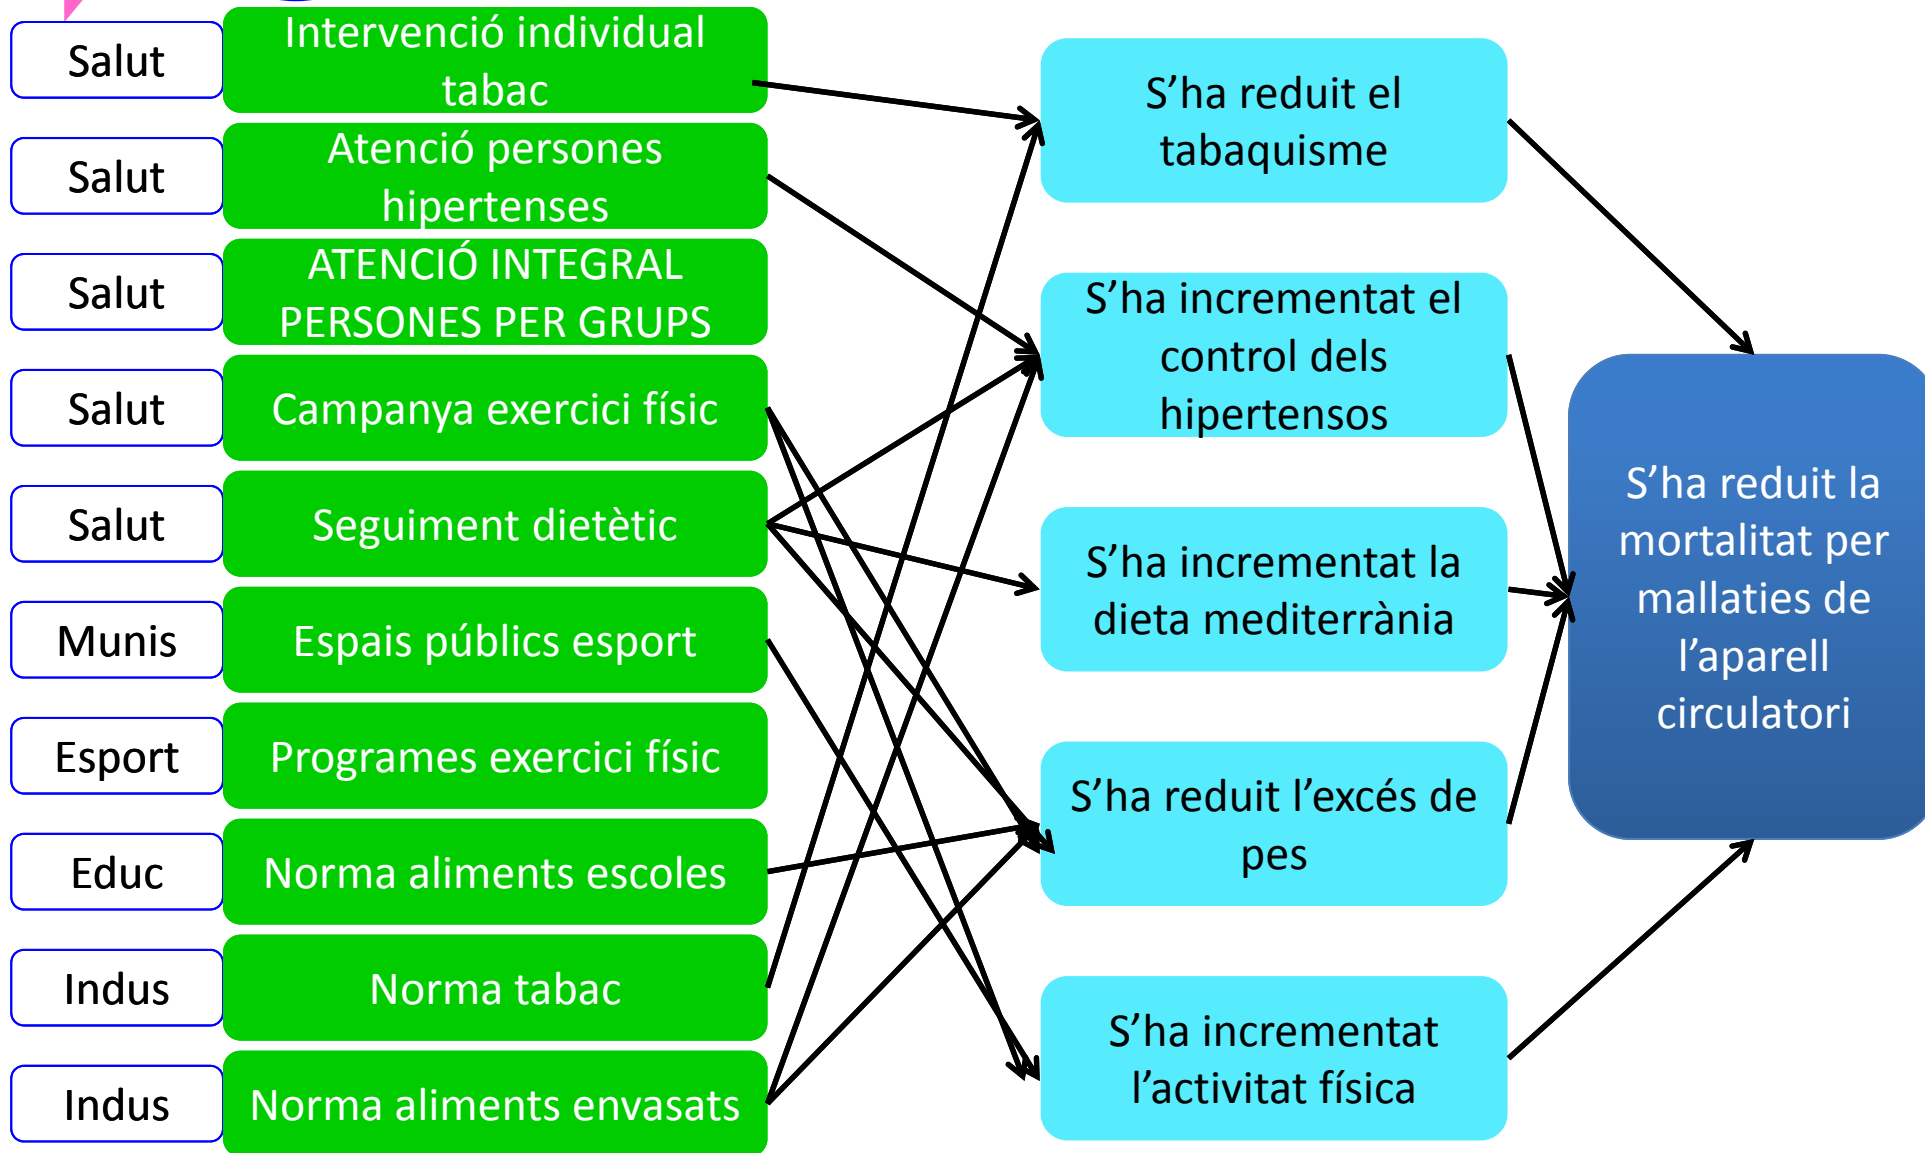 Salut
Intervenció individual
tabac
Salut
Atenció persones
hipertenses
Salut
ATENCIÓ INTEGRAL
PERSONES PER GRUPS
Salut
Campanya exercici físic
Salut
Seguiment dietètic
Munis
Espais públics esport
Esport
Programes exercici físic
Educ
Norma aliments escoles
Indus
Norma tabac
Indus
Norma aliments envasats
S’ha reduit el
tabaquisme
S’ha incrementat el
control dels
hipertensos
S’ha incrementat la
dieta mediterrània
S’ha reduit l’excés de
pes
S’ha incrementat
l’activitat física
S’ha reduit la
mortalitat per
mallaties de
l’aparell
circulatori